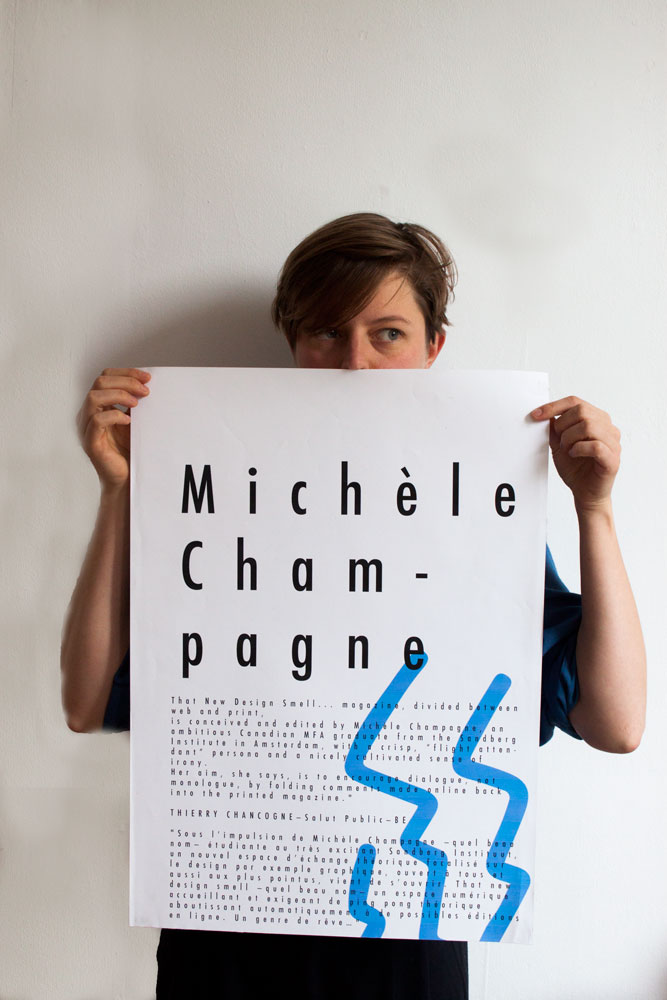 Michèle
Cham-
pagne
That New Design Smell... magazine, divided between
web and print,
is conceived and edited by Michèle Champagne, an
ambitious Canadian MFA graduate from the Sandberg
Institute in Amsterdam, with a crisp, "flight atten-
dant" persona and a nicely cultivated sense of
irony.
Her aim, she says, is to encourage dialogue, not
monologue, by folding comments made online back
into the printed magazine."
THIERRY CHANCOGNE—Salut Public—BE
"Sous l'impulsion de Michèle Champagne —quel beau
nom— étudiante au très excitant Sandberg Instituut,
un nouvel espace d'échange théorique localisé sur
le design par exemple graphique, ouvert à tous
aussi aux plus pointus, vient de s'ouvrir. That new
design smell —quel beau nom— un espace numérique
accueillant et exigeant de ping pong théorique
aboutissant automatiquement à de possibles éditions
en ligne. Un genre de rêve…